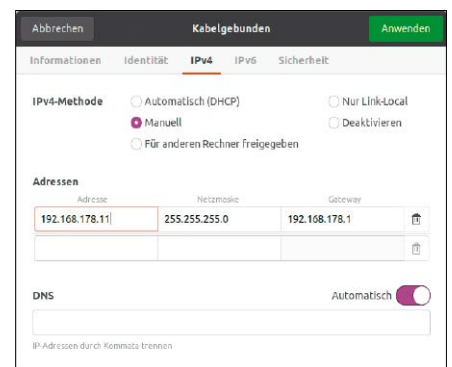 Abbrechen Kabelgebunden Anwenden
Informationen Identität IPv4 IPv6 Sicherheit
IPv4-Methode Automatisch (DHCP) Nur Link-Local
Manuell Deaktivieren
Für anderen Rechner freigegeben
Adressen
Adresse Netzmaske Gateway
192.168.178.11 255.255.255.0 192.168.178.1
DNS Automatisch
IP-Adressen durch Kommata trennen